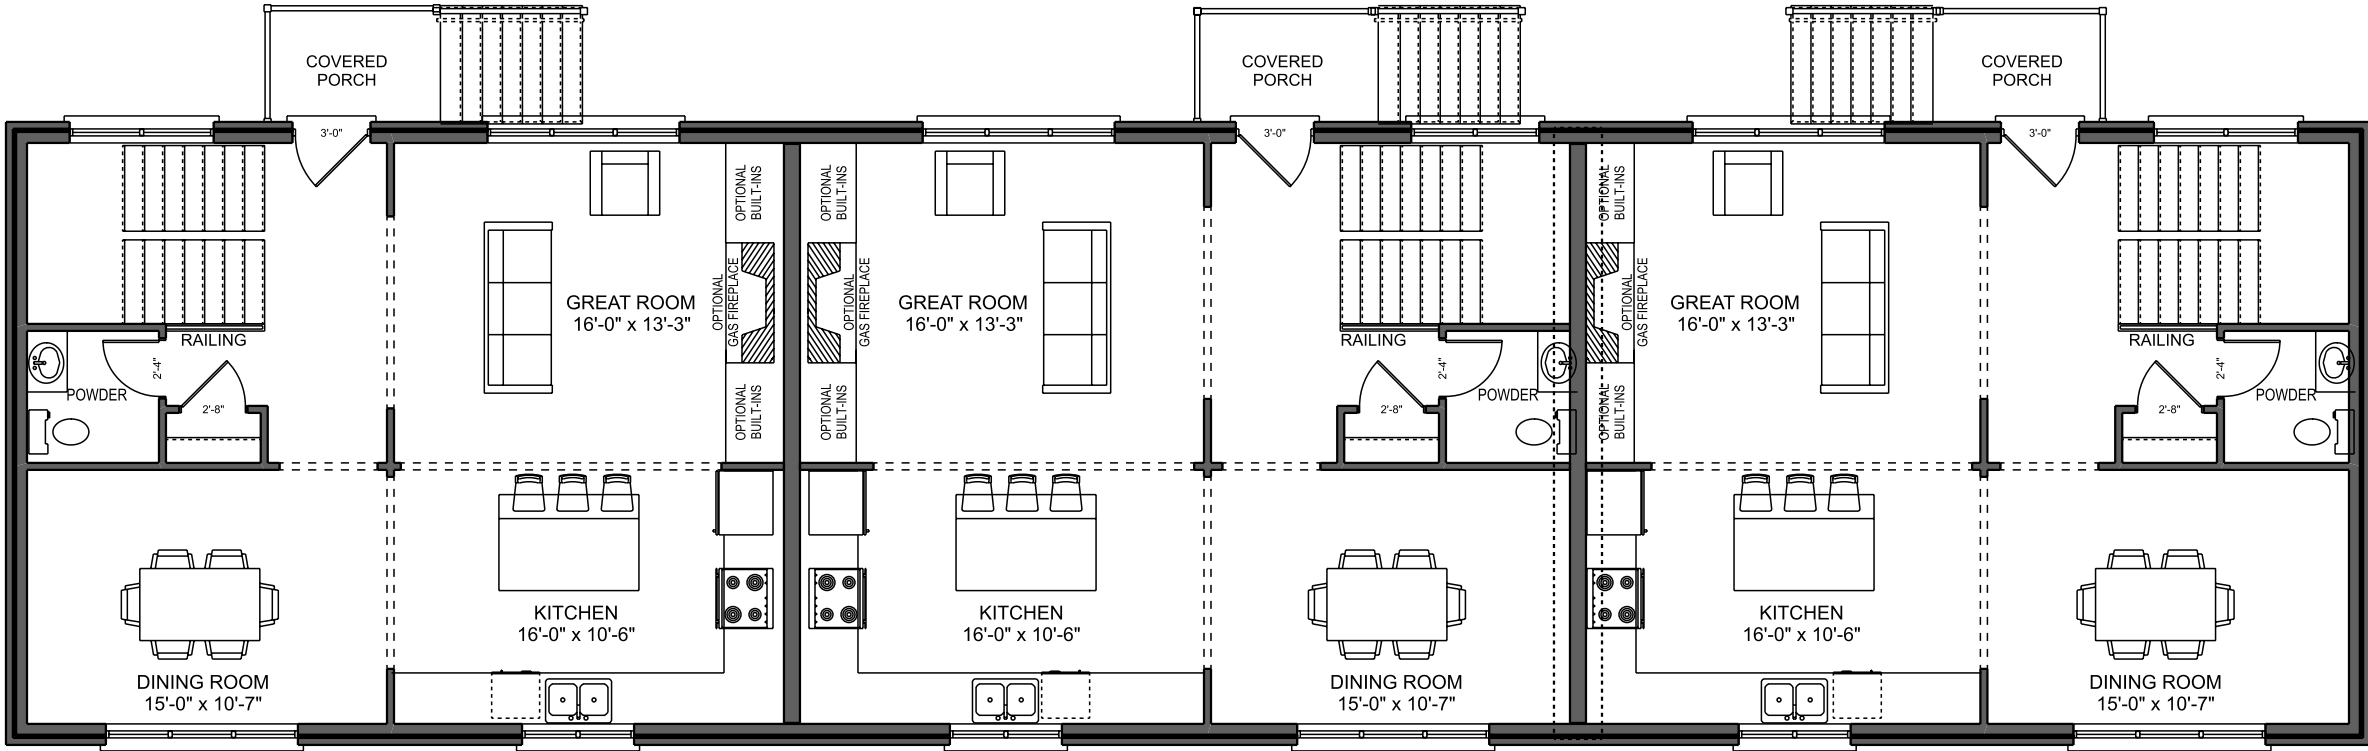 COVERED
PORCH
COVERED
PORCH
COVERED
PORCH
3'-0"
3'-0"
3'-0"
OPTIONAL
BUILT-INS
OPTIONAL
BUILT-INS
OPTIONAL
BUILT-INS
GREAT ROOM
16'-0" x 13'-3"
OPTIONAL
GAS FIREPLACE
OPTIONAL
GAS FIREPLACE
GREAT ROOM
16'-0" x 13'-3"
OPTIONAL
GAS FIREPLACE
GREAT ROOM
16'-0" x 13'-3"
RAILING
RAILING
RAILING
2'-4"
2'-4"
2'-4"
POWDER
POWDER
POWDER
2'-8"
2'-8"
2'-8"
OPTIONAL
BUILT-INS
OPTIONAL
BUILT-INS
OPTIONAL
BUILT-INS
KITCHEN
16'-0" x 10'-6"
KITCHEN
16'-0" x 10'-6"
KITCHEN
16'-0" x 10'-6"
DINING ROOM
15'-0" x 10'-7"
DINING ROOM
15'-0" x 10'-7"
DINING ROOM
15'-0" x 10'-7"